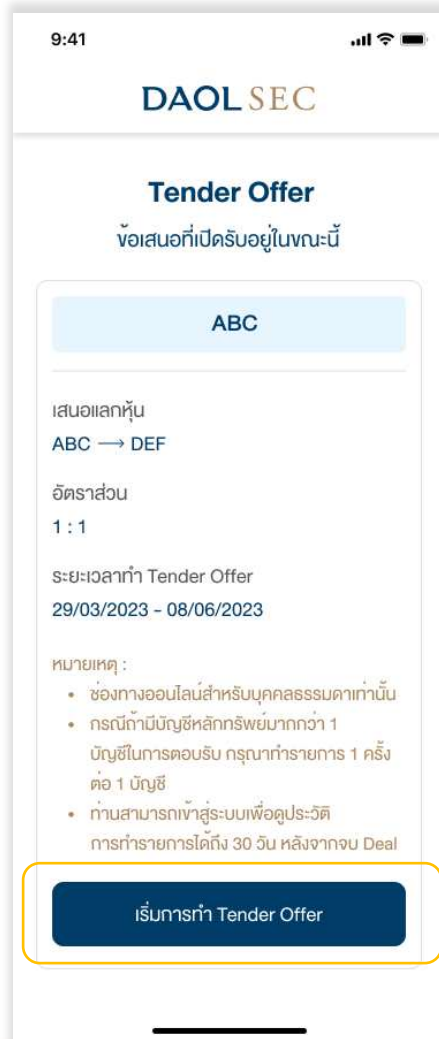 9:41
DAOL SEC
Tender Offer
ข้อเสนอที่เปิดรับอยู่ในขณะนี้
ABC
เสนอแลกหุ้น
ABC → DEF
อัตราส่วน
1 : 1
ระยะเวลาทำ Tender Offer
29/03/2023 - 08/06/2023
หมายเหตุ :
• ช่องทางออนไลน์สำหรับบุคคลธรรมดาเท่านั้น
• กรณีถ้ามีบัญชีหลักทรัพย์มากกว่า 1
บัญชีในการตอบรับ กรุณาทำรายการ 1 ครั้ง
ต่อ 1 บัญชี
• ท่านสามารถเข้าสู่ระบบเพื่อดูประวัติ
การทำรายการได้ถึง 30 วัน หลังจากจบ Deal
เริ่มการทำ Tender Offer